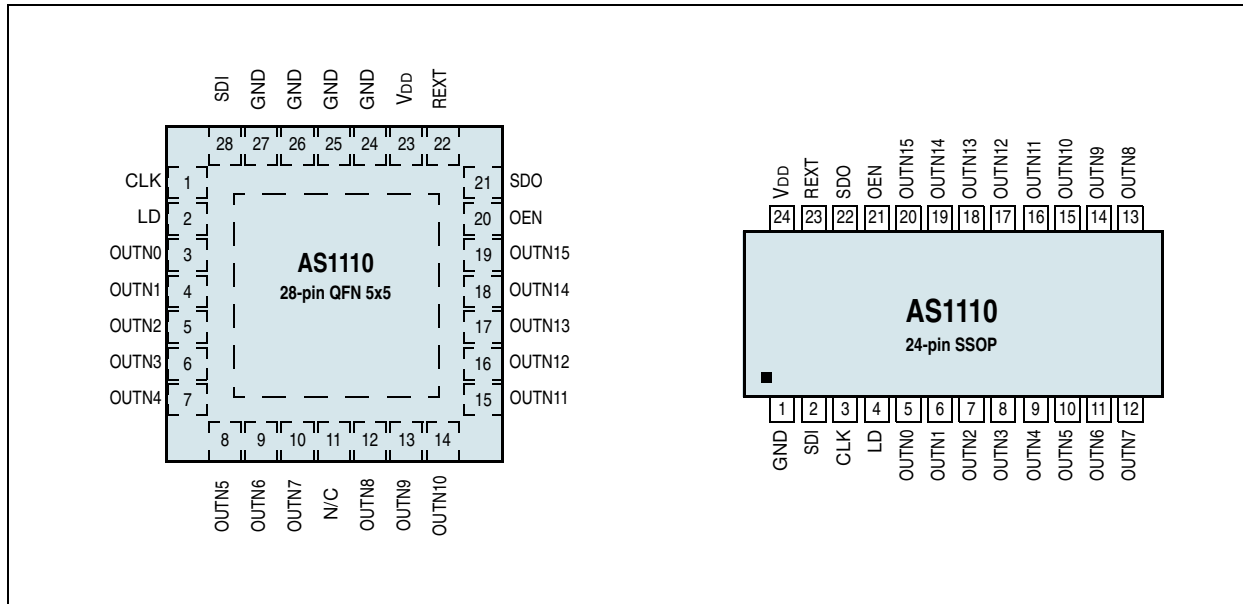 SDI GND GND GND GND VDD REXT
28 27 26 25 24 23 22
CLK 1 21 SDO
LD 2 20 OEN
OUTN0 3 19 OUTN15
OUTN1 4 18 OUTN14
OUTN2 5 17 OUTN13
OUTN3 6 16 OUTN12
OUTN4 7 15 OUTN11
AS1110
28-pin QFN 5x5
8 9 10 11 12 13 14
OUTN5 OUTN6 OUTN7 N/C OUTN8 OUTN9 OUTN10
VDD REXT SDO OEN OUTN15 OUTN14 OUTN13 OUTN12 OUTN11 OUTN10 OUTN9 OUTN8
24 23 22 21 20 19 18 17 16 15 14 13
AS1110
24-pin SSOP
1 2 3 4 5 6 7 8 9 10 11 12
GND SDI CLK LD OUTN0 OUTN1 OUTN2 OUTN3 OUTN4 OUTN5 OUTN6 OUTN7